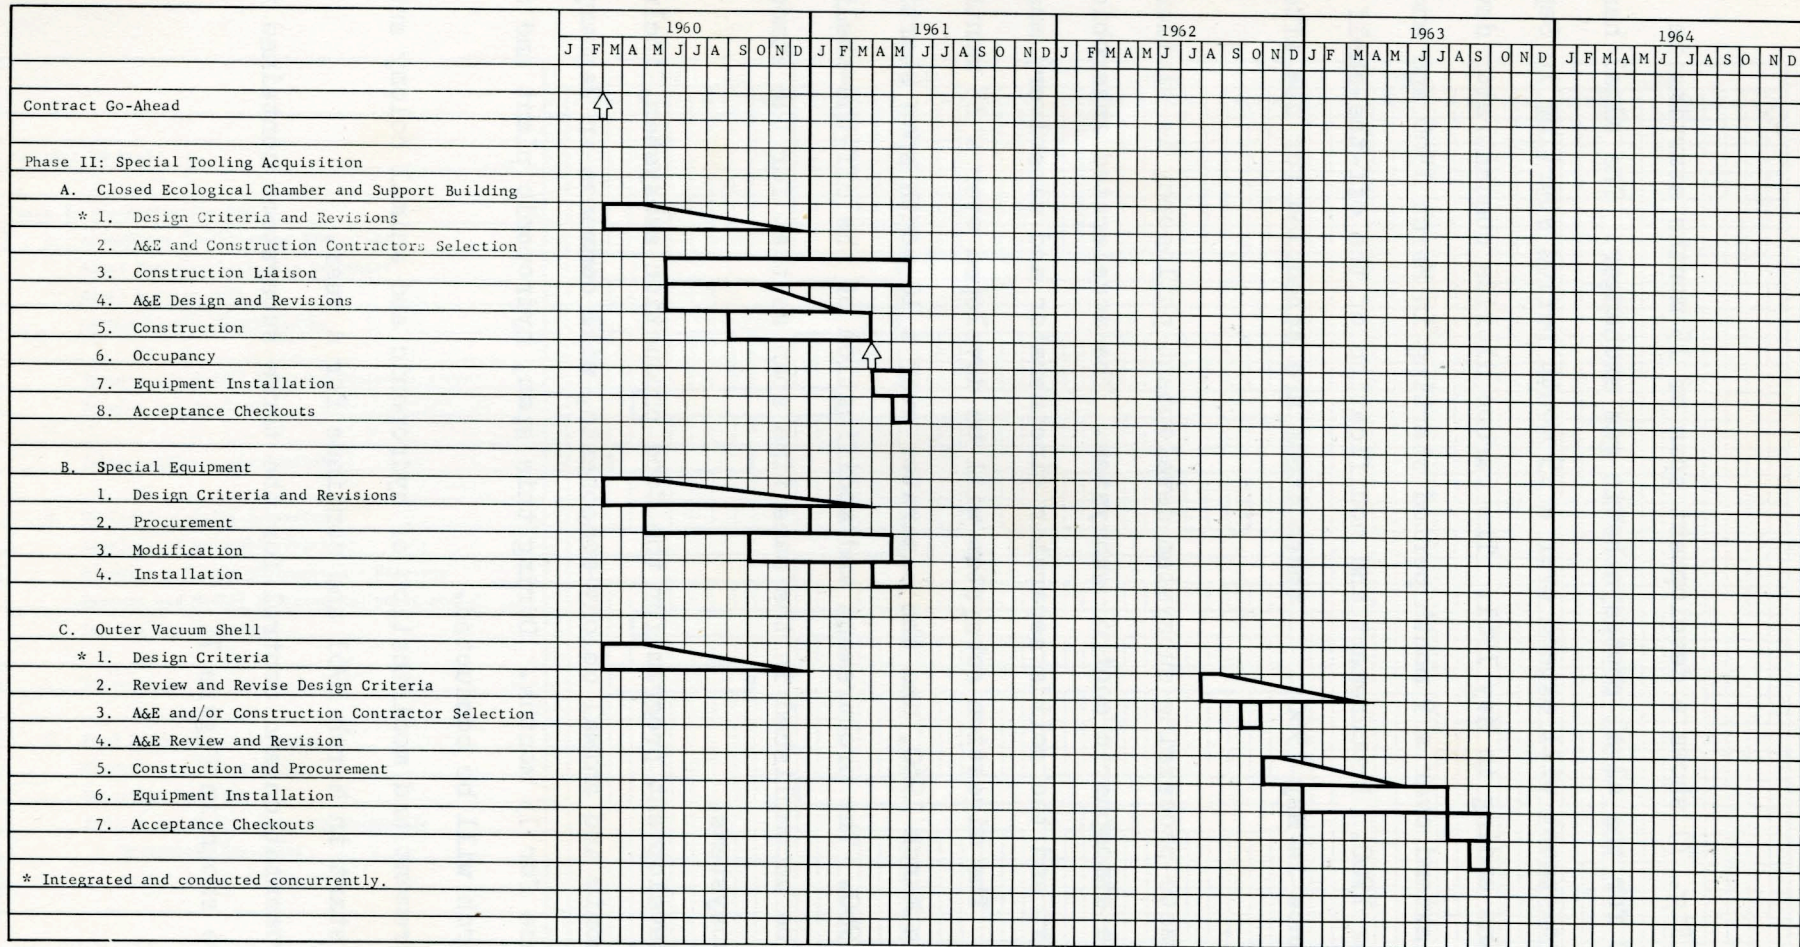 1960 1961 1962 1963 1964
J F M A M J J A S O N D J F M A M J J A S O N D J F M A M J J A S O N D J F M A M J J A S O N D J F M A M J J A S O N D
Contract Go-Ahead
Phase II: Special Tooling Acquisition
A. Closed Ecological Chamber and Support Building
* 1. Design Criteria and Revisions
2. A&E and Construction Contractors Selection
3. Construction Liaison
4. A&E Design and Revisions
5. Construction
6. Occupancy
7. Equipment Installation
8. Acceptance Checkouts
B. Special Equipment
1. Design Criteria and Revisions
2. Procurement
3. Modification
4. Installation
C. Outer Vacuum Shell
* 1. Design Criteria
2. Review and Revise Design Criteria
3. A&E and/or Construction Contractor Selection
4. A&E Review and Revision
5. Construction and Procurement
6. Equipment Installation
7. Acceptance Checkouts
* Integrated and conducted concurrently.